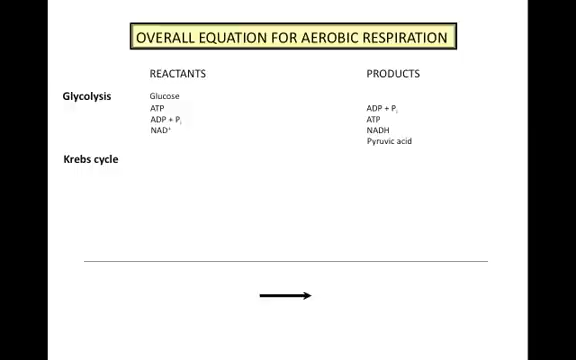 OVERALL EQUATION FOR AEROBIC RESPIRATION
REACTANTS PRODUCTS
Glycolysis Glucose
ATP ADP + Pi
ADP + Pi ATP
NAD+ NADH
Pyruvic acid
Krebs cycle